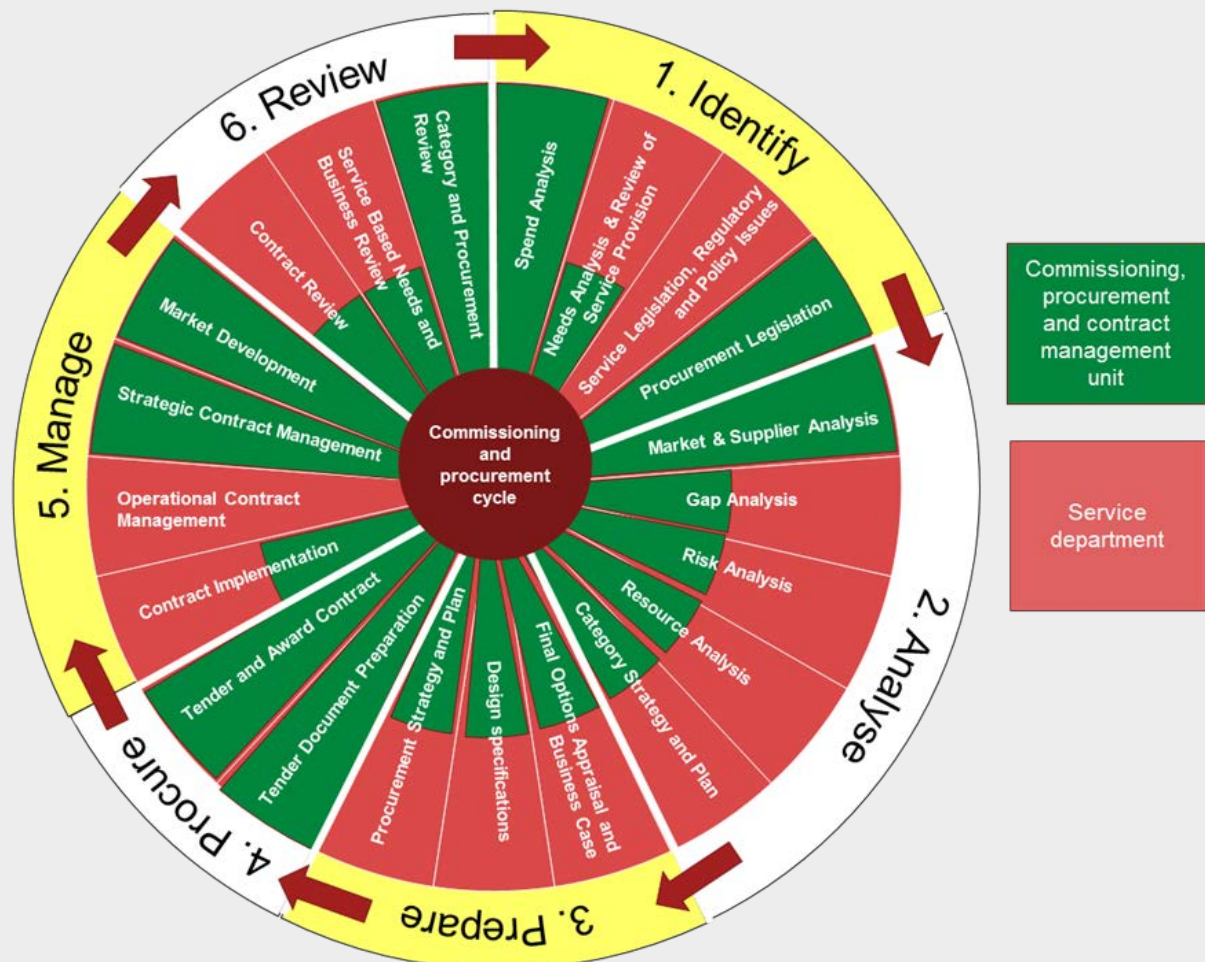 1. Identify
Spend Analysis
Needs Analysis & Review of
Service Provision
Service Legislation, Regulatory
and Policy Issues
Procurement Legislation
2. Analyse
Market & Supplier Analysis
Gap Analysis
Risk Analysis
Resource Analysis
Category Strategy and Plan
3. Prepare
Final Options Appraisal and
Business Case
Design specifications
Procurement Strategy and Plan
4. Procure
Tender Document Preparation
Tender and Award Contract
5. Manage
Contract Implementation
Operational Contract
Management
Strategic Contract Management
Market Development
6. Review
Contract Review
Service Based Needs and
Business Review
Category and Procurement
Review
Commissioning
and
procurement
cycle
Commissioning,
procurement
and contract
management
unit
Service
department